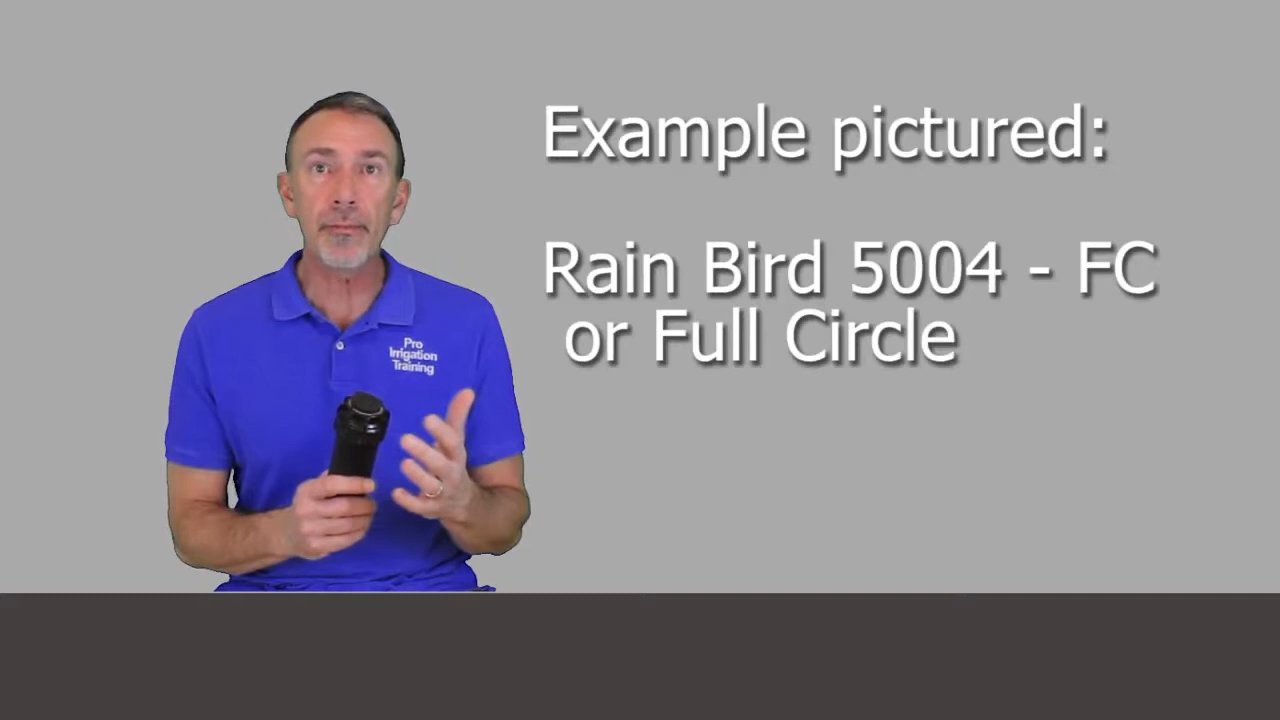 Example pictured:
Rain Bird 5004 - FC
or Full Circle
Pro
Irrigation
Training